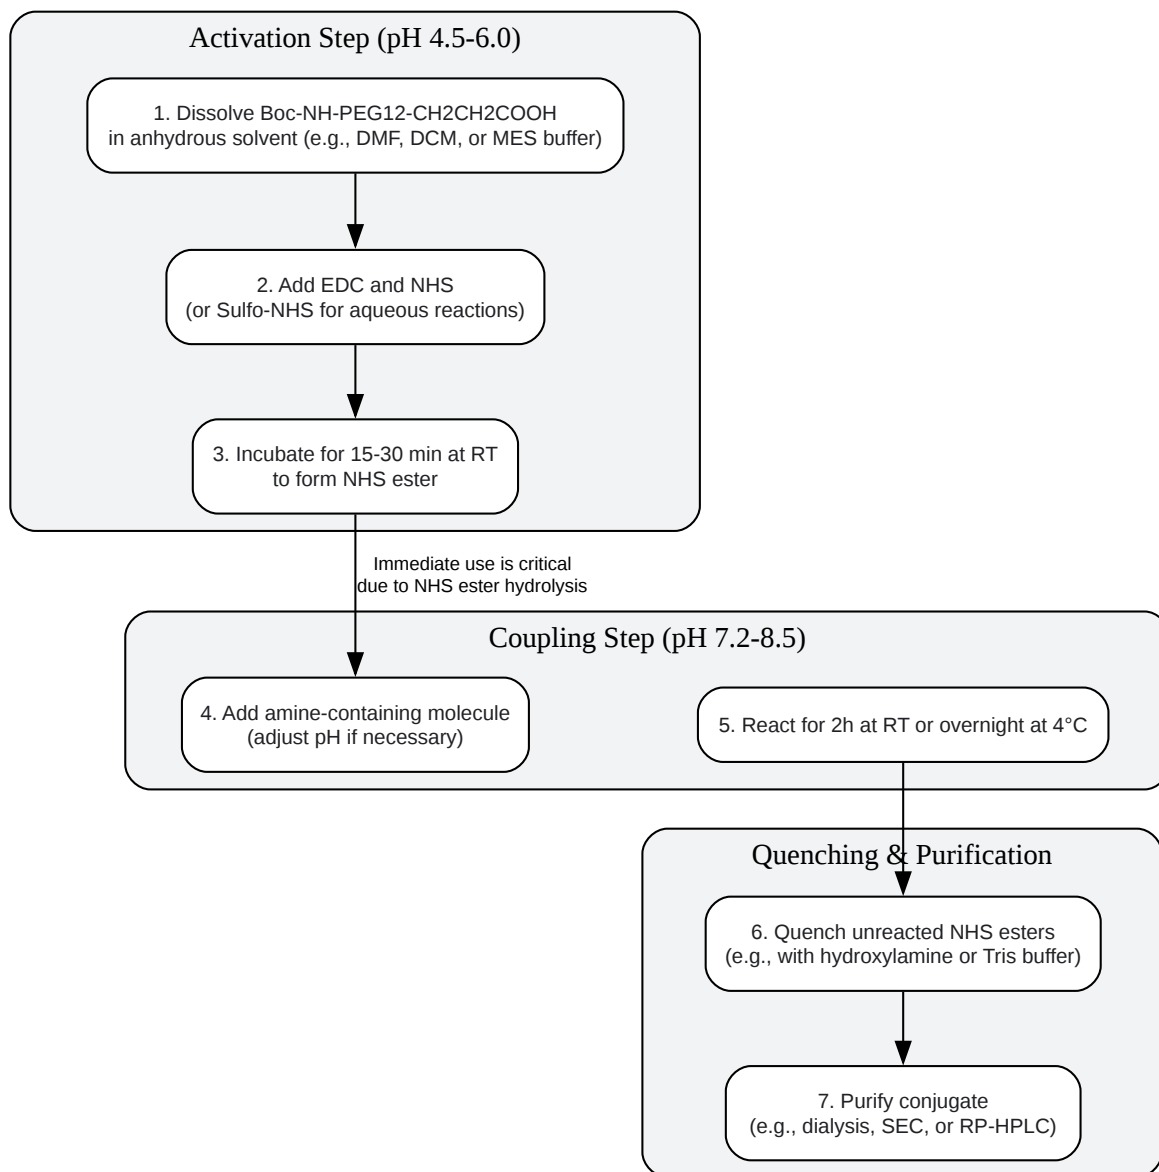 Activation Step (pH 4.5-6.0)
1. Dissolve Boc-NH-PEG12-CH2CH2COOH
in anhydrous solvent (e.g., DMF, DCM, or MES buffer)
2. Add EDC and NHS
(or Sulfo-NHS for aqueous reactions)
3. Incubate for 15-30 min at RT
to form NHS ester
Immediate use is critical
due to NHS ester hydrolysis
Coupling Step (pH 7.2-8.5)
4. Add amine-containing molecule
(adjust pH if necessary)
5. React for 2h at RT or overnight at 4°C
Quenching & Purification
6. Quench unreacted NHS esters
(e.g., with hydroxylamine or Tris buffer)
7. Purify conjugate
(e.g., dialysis, SEC, or RP-HPLC)